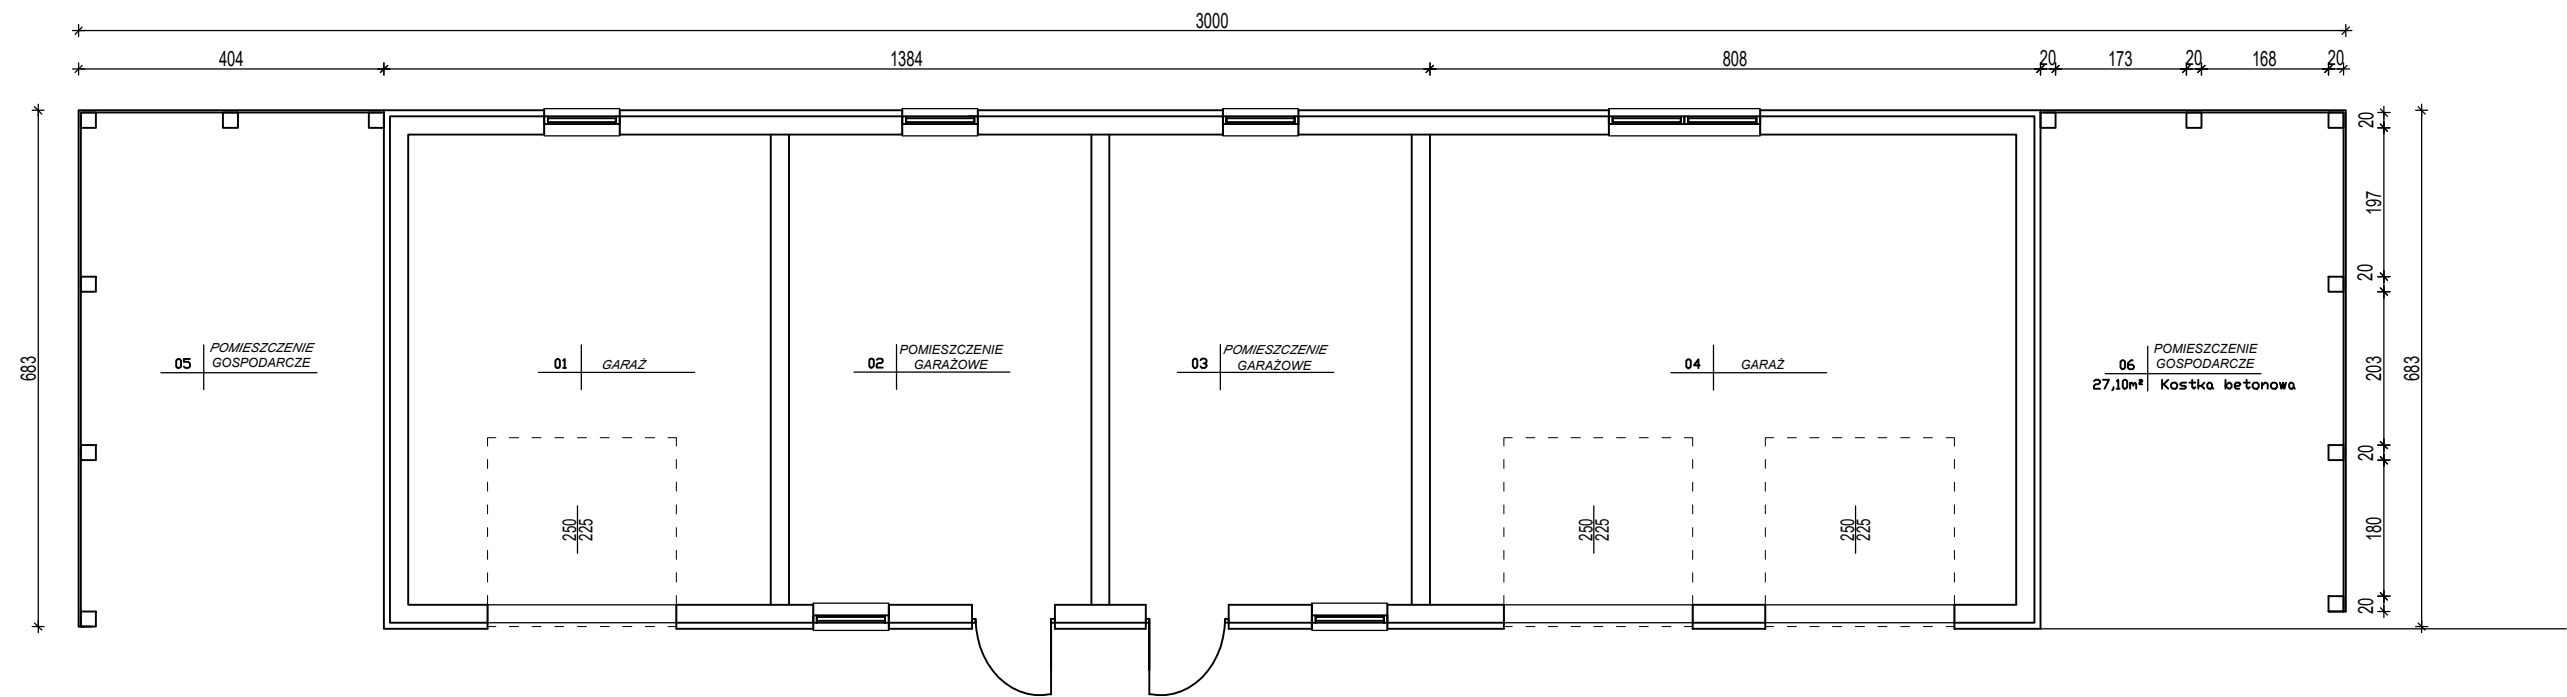 3000
404
1384
808
20
173
20
168
20
683
05
POMIESZCZENIE
GOSPODARCZE
01
GARAŻ
02
POMIESZCZENIE
GARAŻOWE
03
POMIESZCZENIE
GARAŻOWE
04
GARAŻ
06
POMIESZCZENIE
GOSPODARCZE
27,10m² Kostka betonowa
20
197
20
203
20
180
20
683
250
225
250
225
250
225